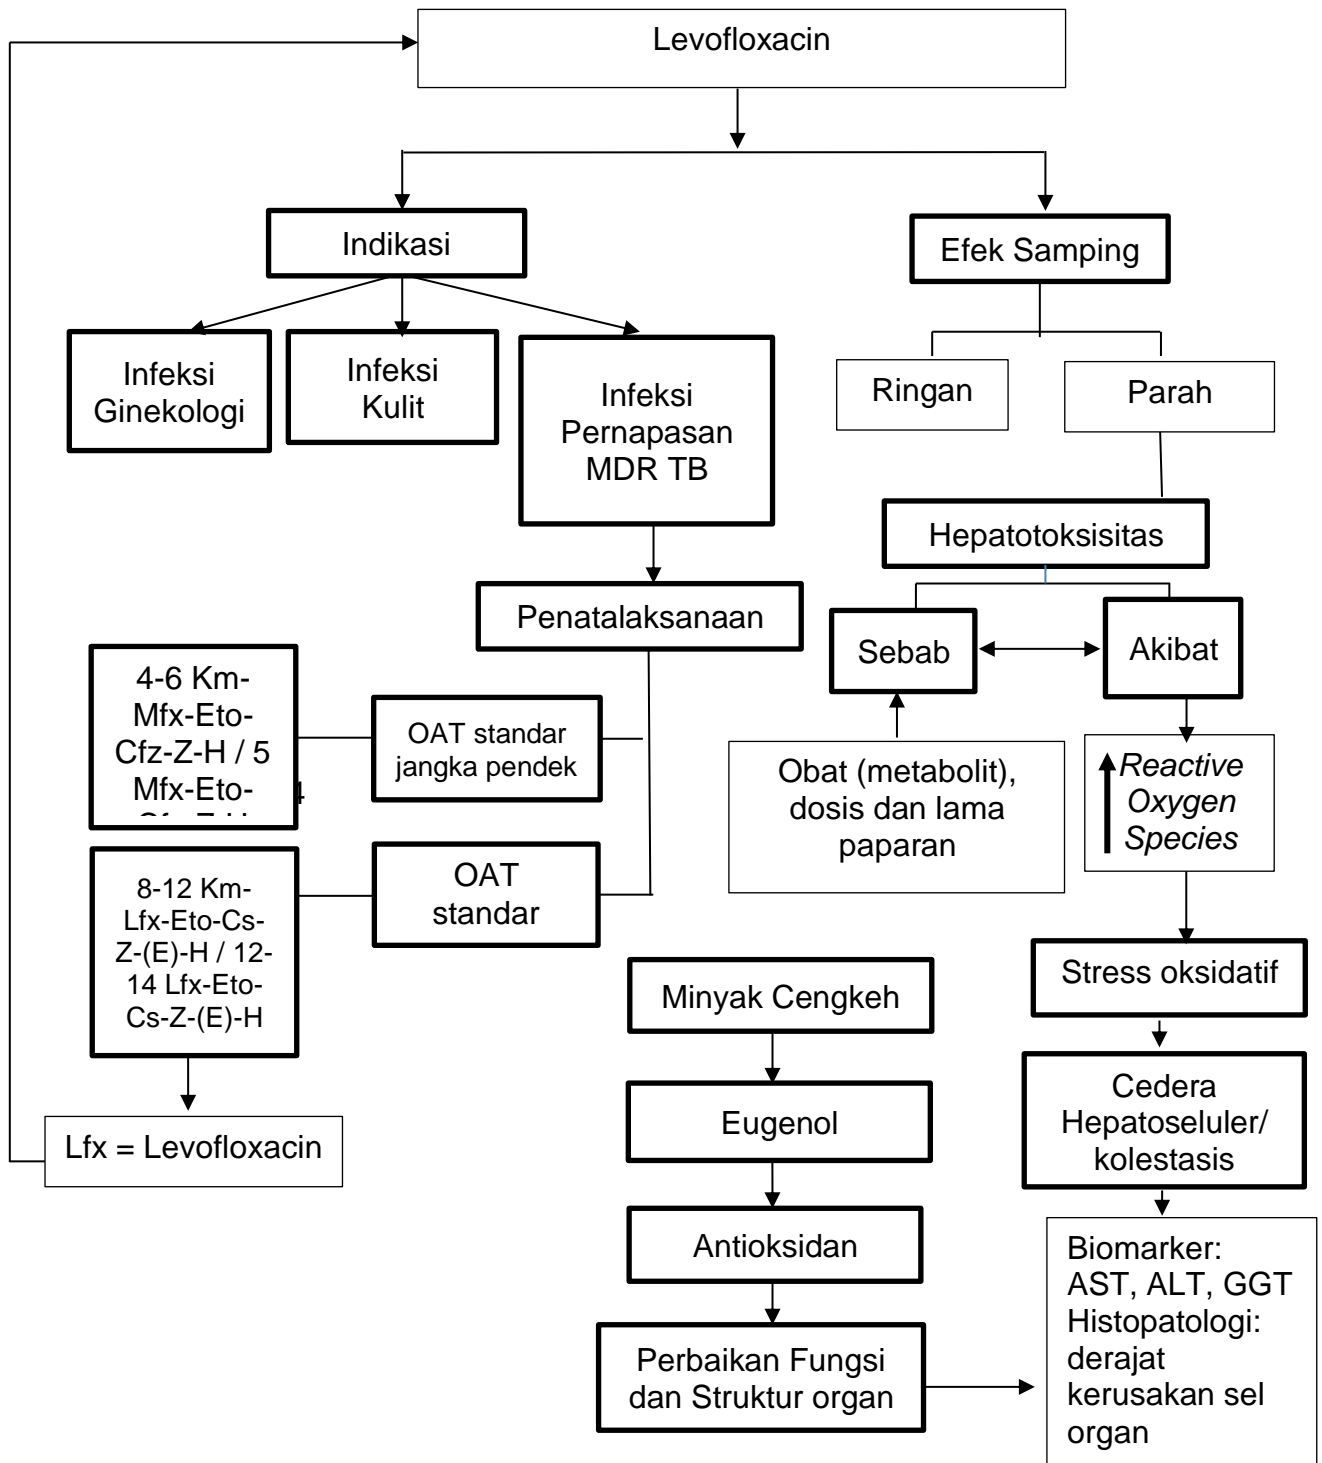 Levofloxacin
Indikasi
Efek Samping
Infeksi
Ginekologi
Infeksi
Kulit
Infeksi
Pernapasan
MDR TB
Ringan
Parah
Hepatotoksisitas
Penatalaksanaan
Sebab
Akibat
4-6 Km-
Mfx-Eto-
Cfz-Z-H / 5
Mfx-Eto-
OAT standar
jangka pendek
Obat (metabolit),
dosis dan lama
paparan
Reactive
Oxygen
Species
8-12 Km-
Lfx-Eto-Cs-
Z-(E)-H / 12-
14 Lfx-Eto-
Cs-Z-(E)-H
OAT
standar
Minyak Cengkeh
Stress oksidatif
Eugenol
Cedera
Hepatoseluler/
kolestasis
Lfx = Levofloxacin
Antioksidan
Biomarker:
AST, ALT, GGT
Histopatologi:
derajat
kerusakan sel
organ
Perbaikan Fungsi
dan Struktur organ